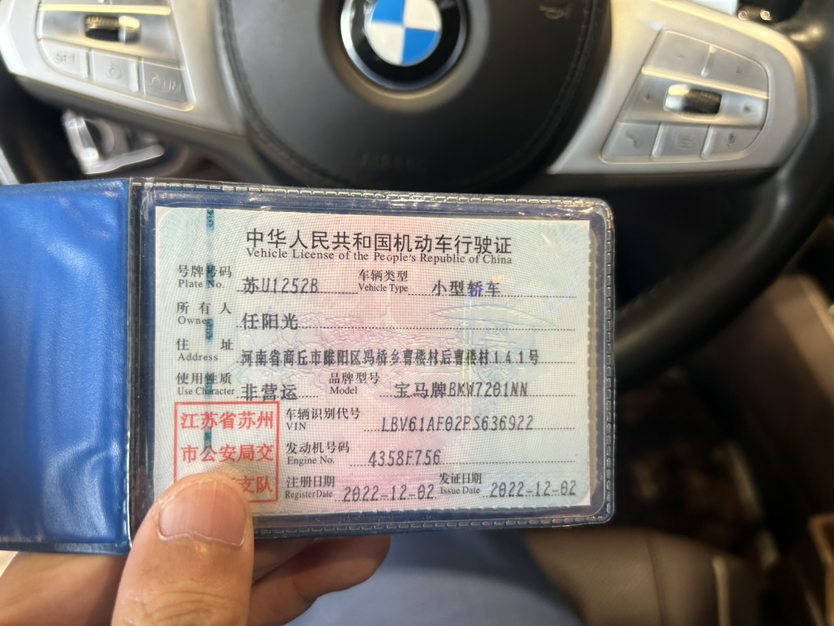 中华人民共和国机动车行驶证
Vehicle License of the People's Republic of China
号牌号码 苏U1252B 车辆类型 小型轿车
Plate No. Vehicle Type
所有人 任阳光
Owner
住址 河南省商丘市睢阳区冯桥乡曹楼村后曹楼村141号
Address
使用性质 非营运 品牌型号 宝马牌BKW7201NN
Use Character Model
江苏省苏州
市公安局交
支队
车辆识别代号 LBV61AF02PS636922
VIN
发动机号码 4358F756
Engine No.
注册日期 2022-12-02 发证日期 2022-12-02
Register Date Issue Date